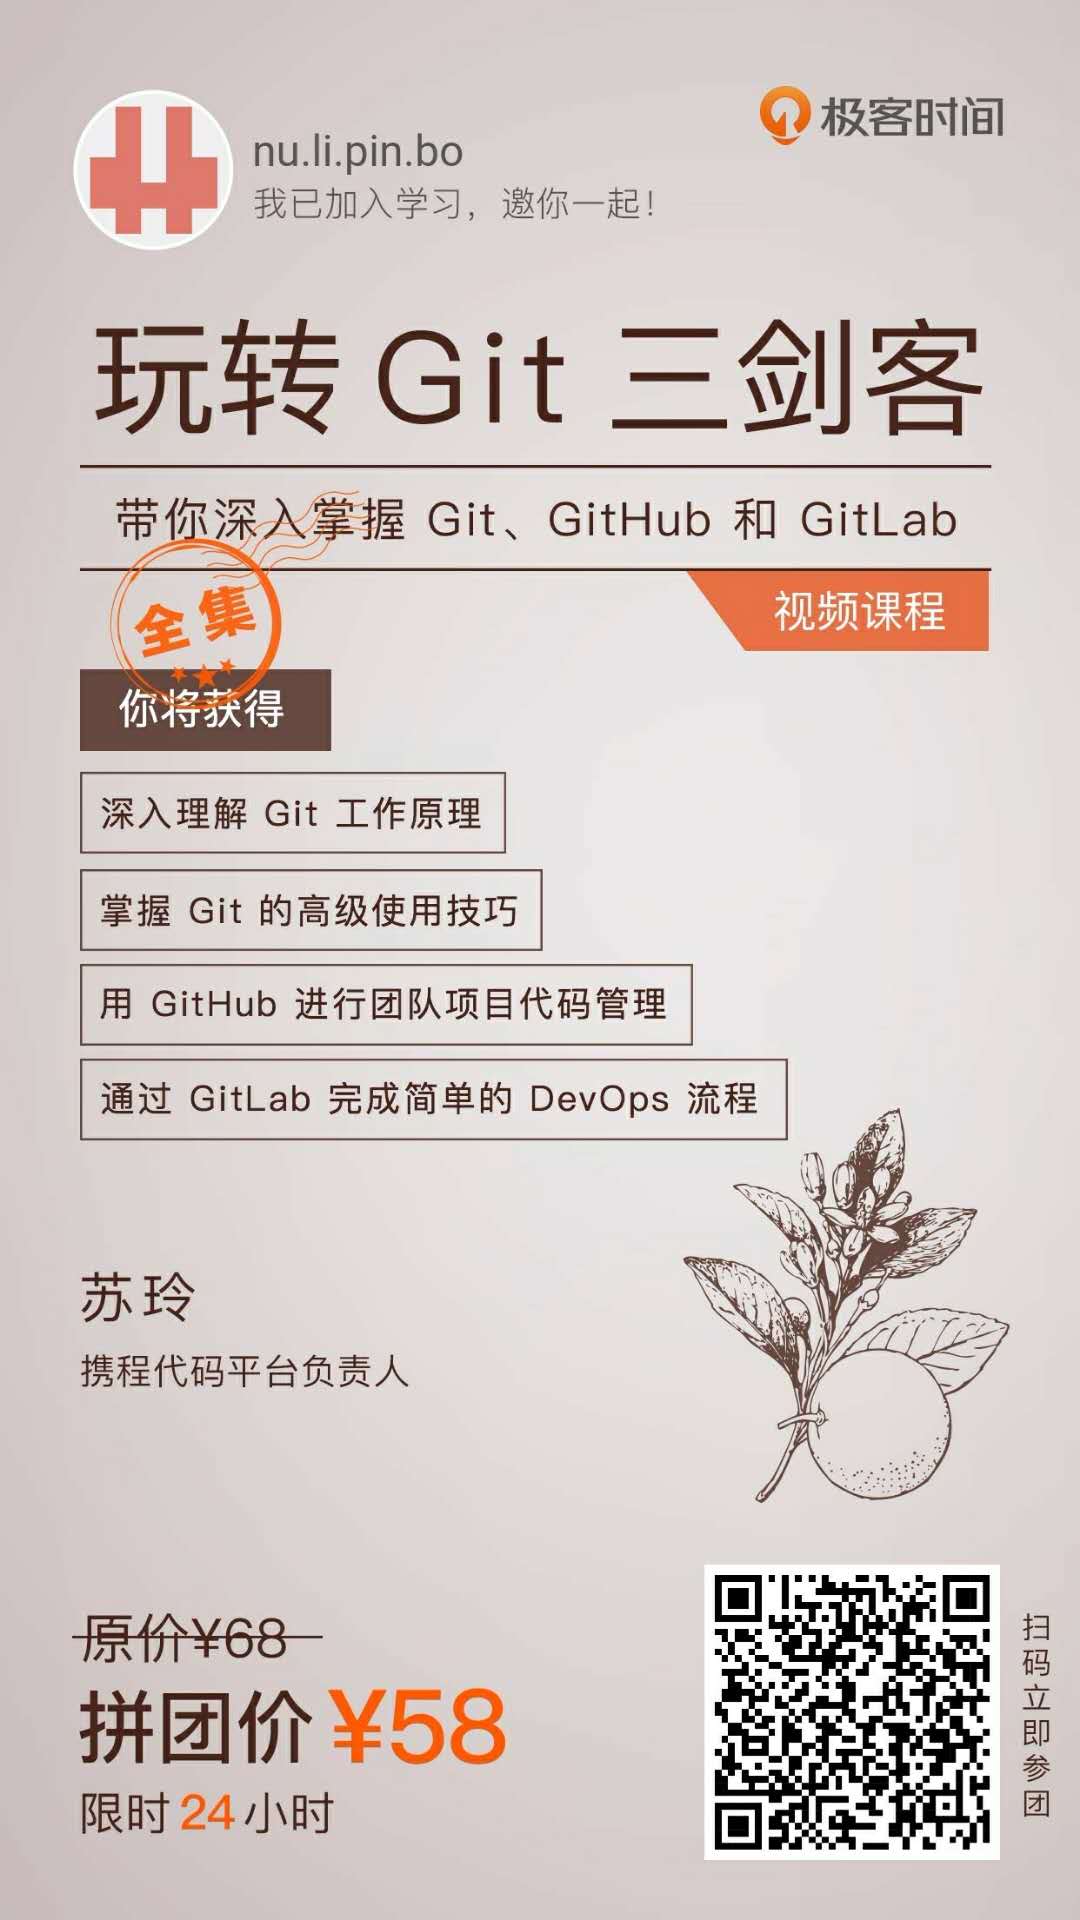 极客时间
nu.li.pin.bo
我已加入学习，邀你一起！
玩转 Git 三剑客
带你深入掌握 Git、GitHub 和 GitLab
全集
视频课程
你将获得
深入理解 Git 工作原理
掌握 Git 的高级使用技巧
用 GitHub 进行团队项目代码管理
通过 GitLab 完成简单的 DevOps 流程
苏玲
携程代码平台负责人
原价¥68
拼团价¥58
限时24小时
扫码立即参团